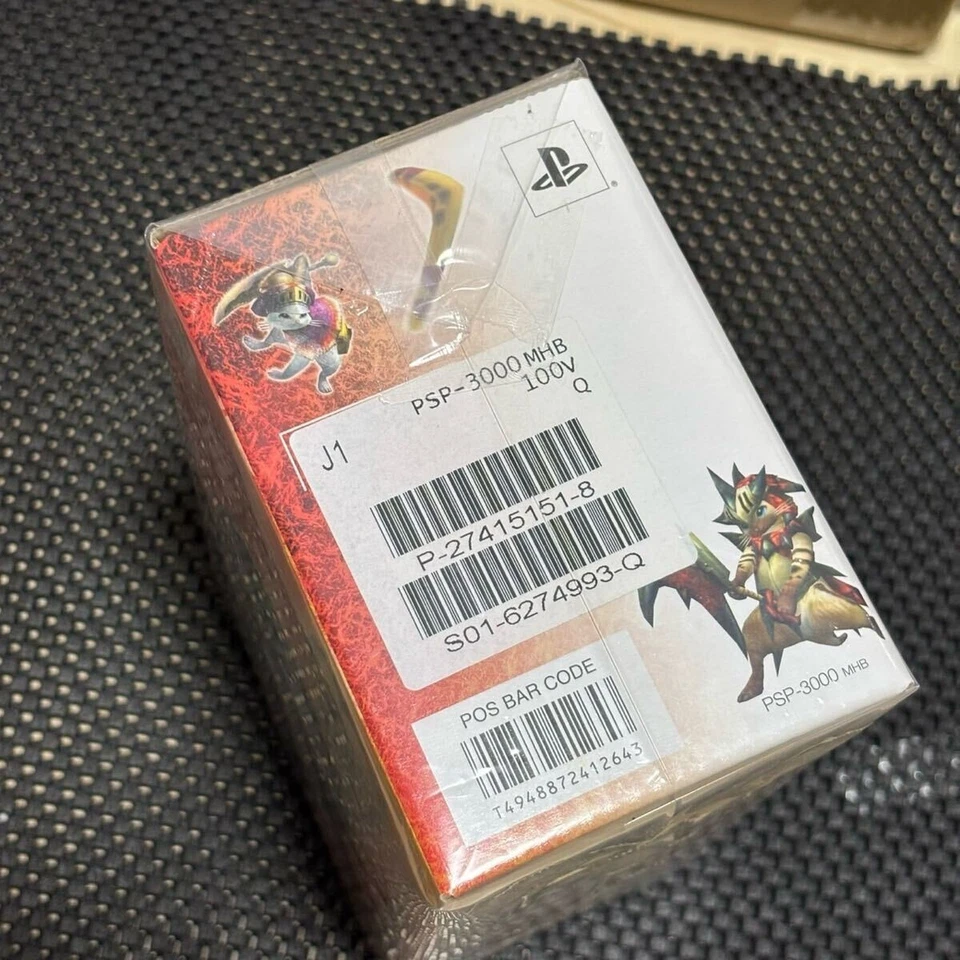 PSP-3000 MHB
100V
Q
J1
P-27415151-8
S01-6274993-Q
POS BAR CODE
T4948872412643
PSP-3000 MHB